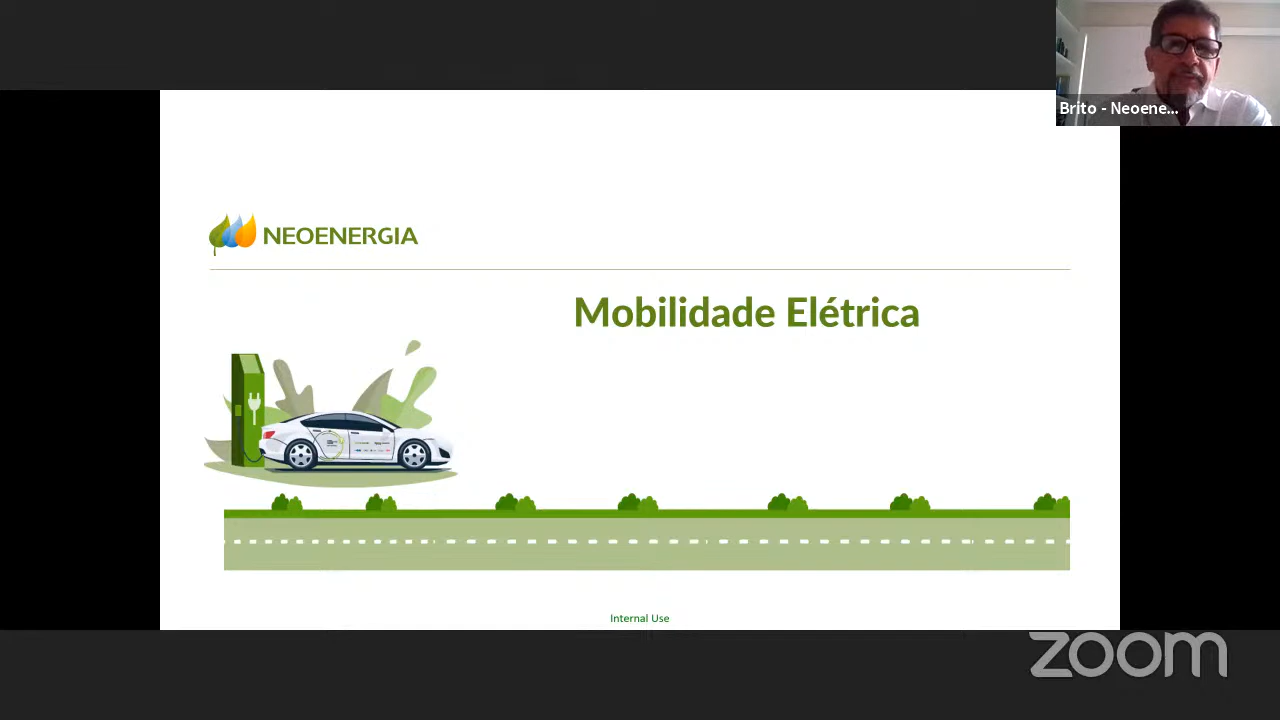 Brito - Neoene...
NEOENERGIA
Mobilidade Elétrica
Internal Use
zoom